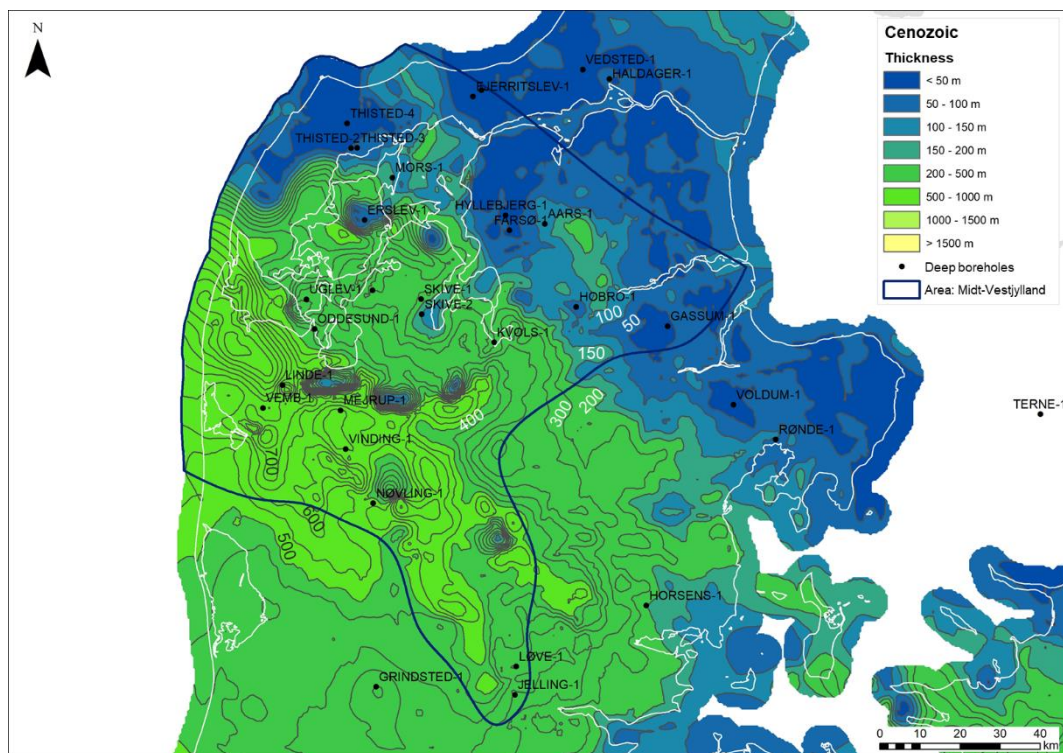 N
Cenozoic
Thickness
< 50 m
50 - 100 m
100 - 150 m
150 - 200 m
200 - 500 m
500 - 1000 m
1000 - 1500 m
> 1500 m
Deep boreholes
Area: Midt-Vestjylland
VEDSTED-1
HALDAGER-1
FJERRITSLEV-1
THISTED-4
THISTED-2
THISTED-3
MORS-1
HYLLEBJERG-1
ERSLEV-1
FARSØ-1
AARS-1
UGLEV-1
SKIVE-1
SKIVE-2
HOBRO-1
100
50
GASSUM-1
ODDESUND-1
KVOLS-1
150
LINDE-1
VEMB-1
MEJRUP-1
400
300
200
VOLDUM-1
TERNE-1
RØNDE-1
VINDING-1
700
NØVLING-1
600
500
HORSENS-1
LØVE-1
GRINDSTED-1
JELLING-1
0 10 20 30 40
km